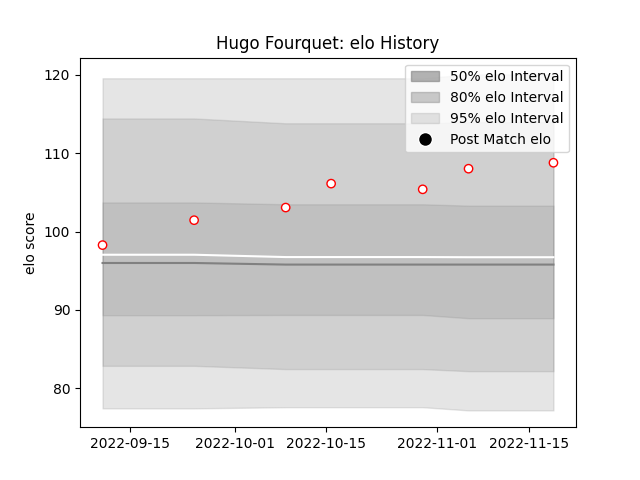 Hugo Fourquet: elo History
50% elo Interval
80% elo Interval
95% elo Interval
Post Match elo
elo score
120
110
100
90
80
2022-09-15
2022-10-01
2022-10-15
2022-11-01
2022-11-15